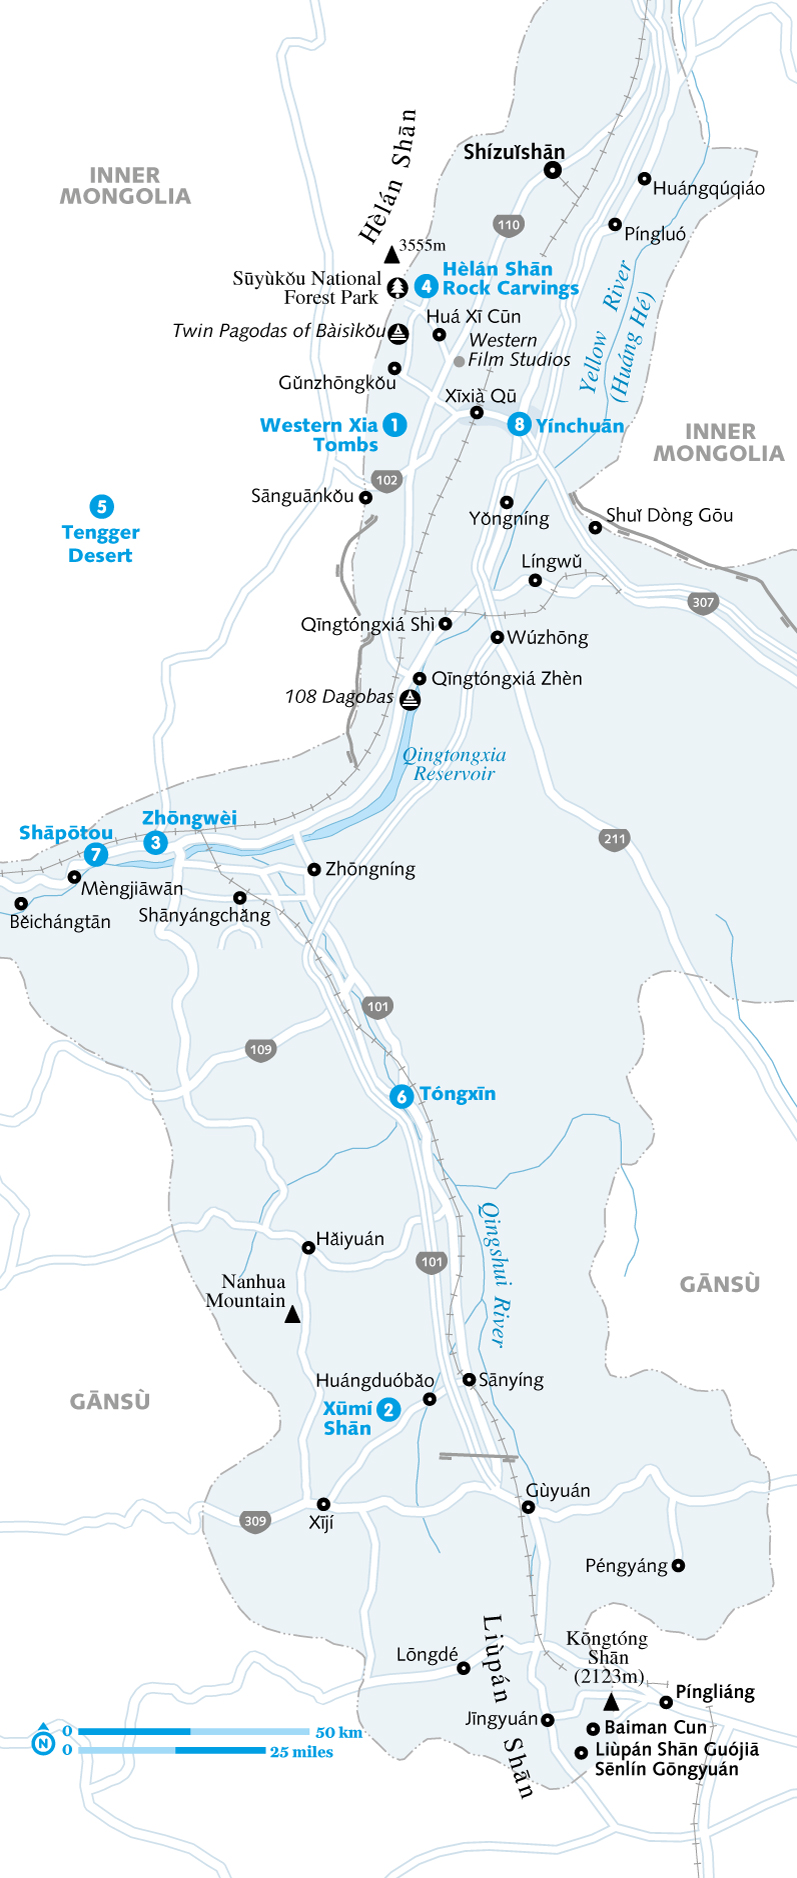 Hèlán Shān
Shízuǐshān
INNER
MONGOLIA
Huángqúqiáo
110
Píngluó
3555m
Hèlán Shān
Rock Carvings
4
Sūyùkǒu National
Forest Park
Yellow River
(Huáng Hé)
Huá Xī Cūn
Twin Pagodas of Bàisìkǒu
Western
Film Studios
Gǔnzhōngkǒu
Xīxià Qū
Western Xia
Tombs
1
8
Yínchuān
INNER
MONGOLIA
102
Sānguānkǒu
5
Tengger
Desert
Yǒngníng
Shuǐ Dòng Gōu
Língwǔ
307
Qīngtóngxiá Shì
Wúzhōng
Qīngtóngxiá Zhèn
108 Dagobas
Qingtongxia
Reservoir
Zhōngwèi
3
Shāpōtou
7
211
Zhōngníng
Mèngjiāwān
Shānyángchǎng
Běichángtān
101
109
6
Tóngxīn
Qingshui River
Hǎiyuán
101
Nanhua
Mountain
GĀNSÙ
GĀNSÙ
Huángduóbǎo
Sānyíng
Xūmí
Shān
2
Gùyuán
309
Xījí
Péngyáng
Liùpán Shān
Kōngtóng
Shān
(2123m)
Lōngdé
Píngliáng
Jīngyuán
Baiman Cun
Liùpán Shān Guójiā
Sēnlín Gōngyuán
N
0
50 km
0
25 miles